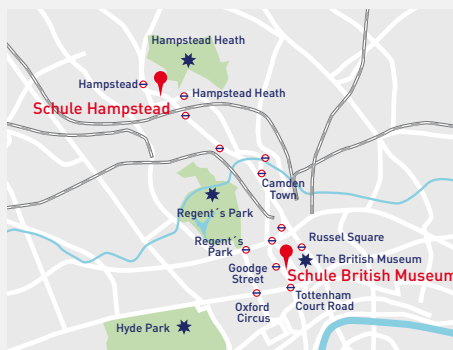 Hampstead Heath
Hampstead
Hampstead Heath
Schule Hampstead
Camden
Town
Regent´s Park
Regent´s
Park
Russel Square
The British Museum
Goodge
Street
Schule British Museum
Tottenham
Court Road
Oxford
Circus
Hyde Park